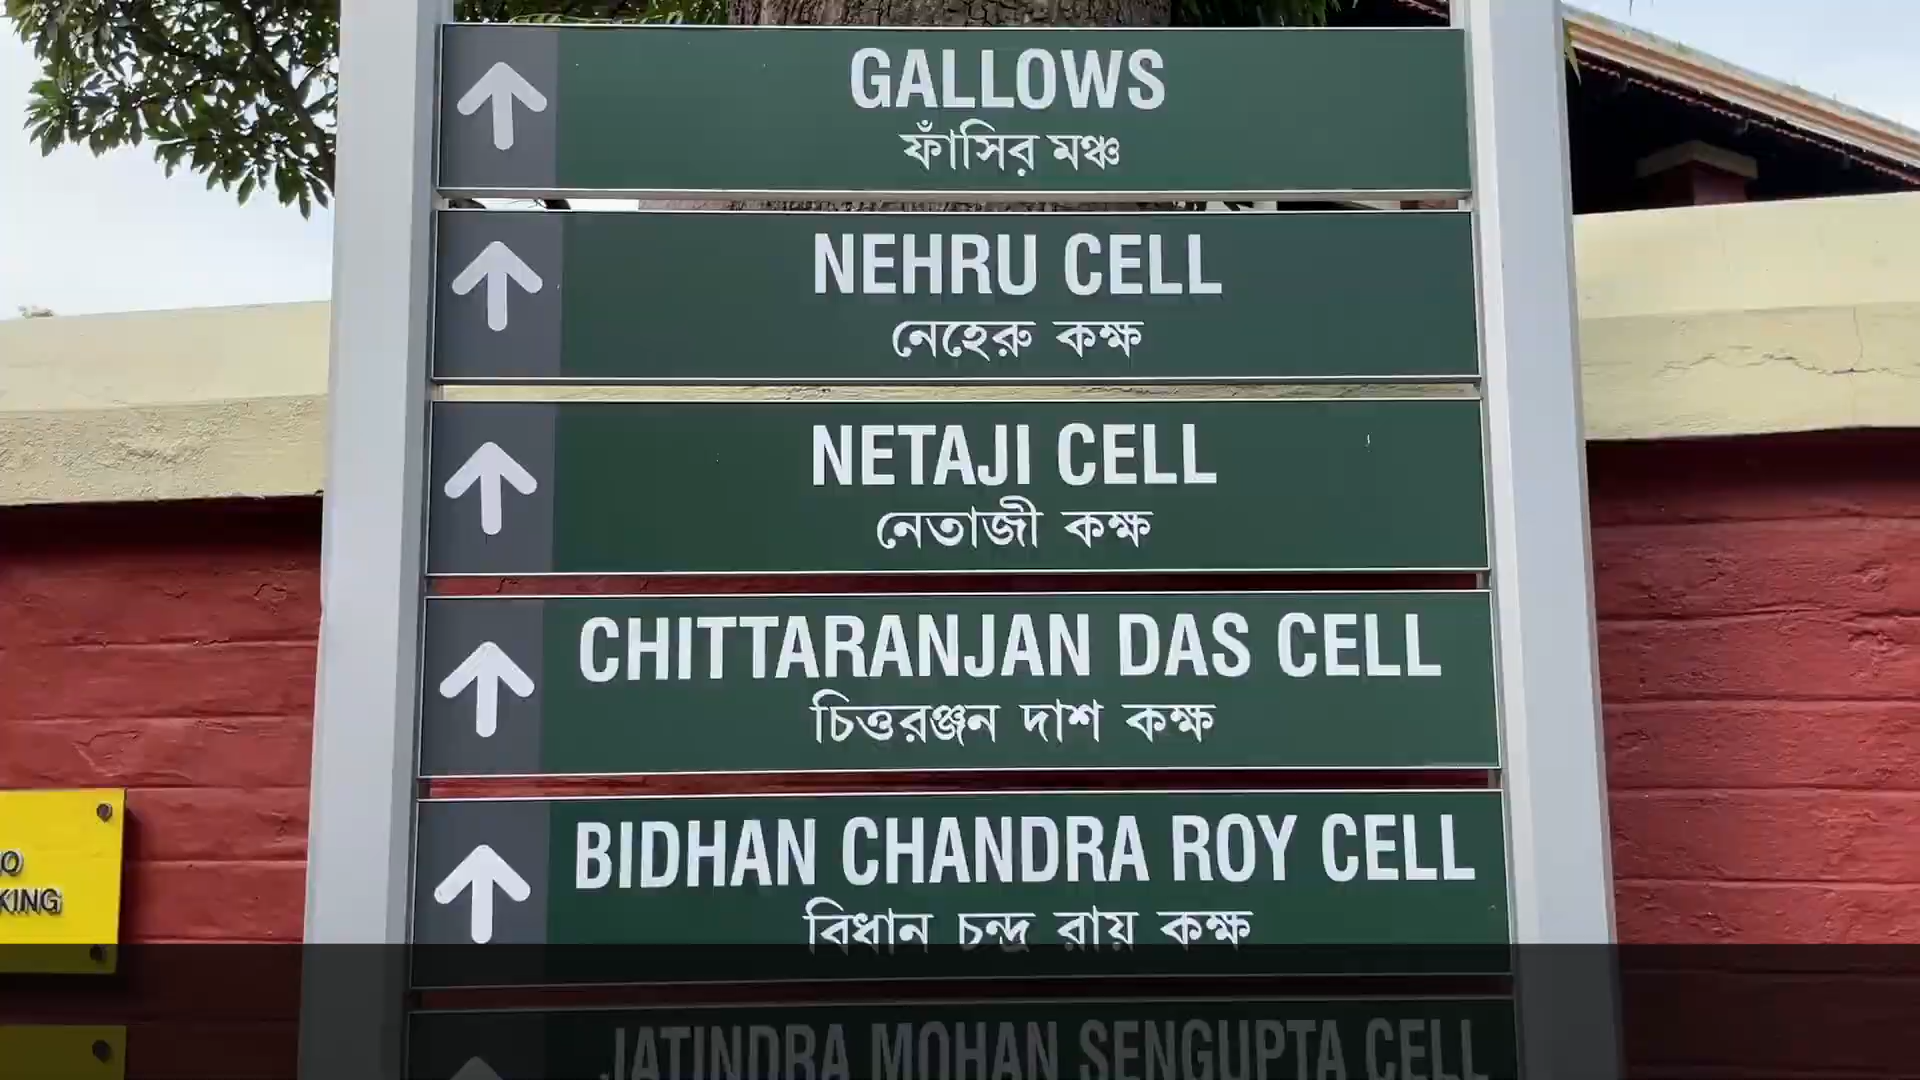 GALLOWS
ফাঁসির মঞ্চ
NEHRU CELL
নেহেরু কক্ষ
NETAJI CELL
নেতাজী কক্ষ
CHITTARANJAN DAS CELL
চিত্তরঞ্জন দাশ কক্ষ
BIDHAN CHANDRA ROY CELL
বিধান চন্দ্র রায় কক্ষ
JATINDRA MOHAN SENGUPTA CELL